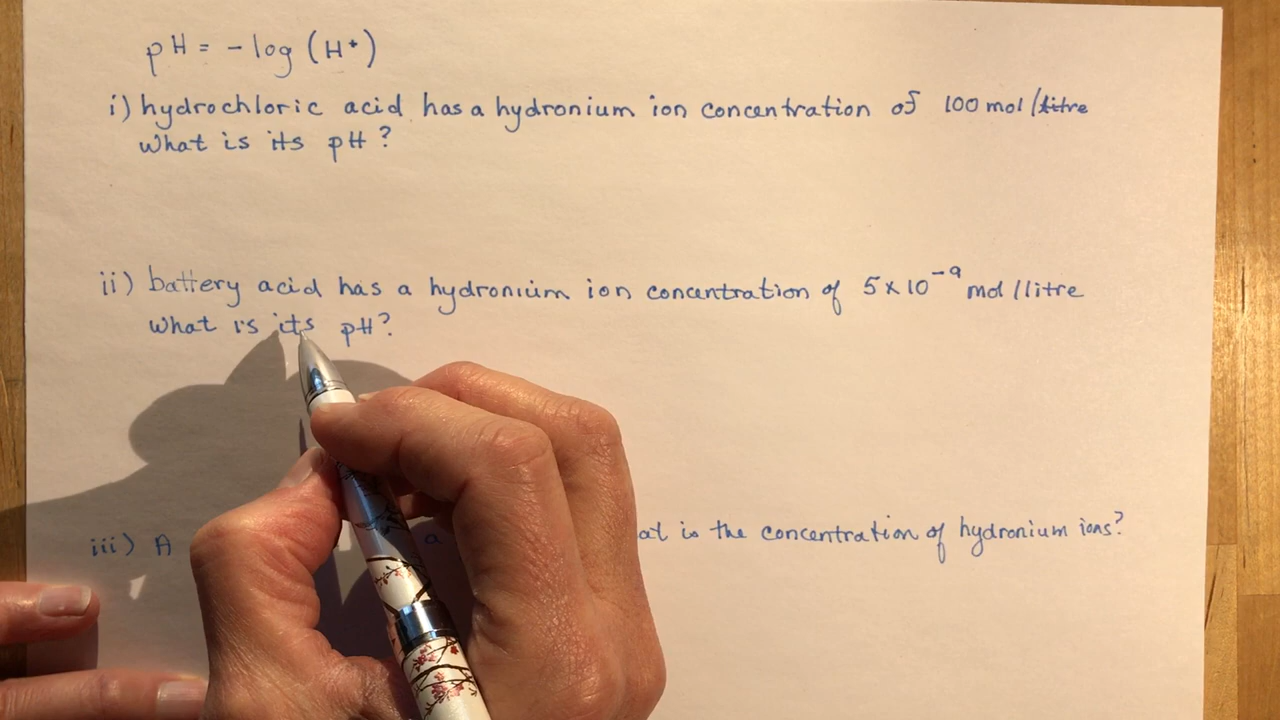 pH = -log (H⁺)
i) hydrochloric acid has a hydronium ion concentration of 100 mol/litre
What is its pH?
ii) battery acid has a hydronium ion concentration of 5×10⁻⁹ mol/litre
What is its pH?
iii) A a is the concentration of hydronium ions?